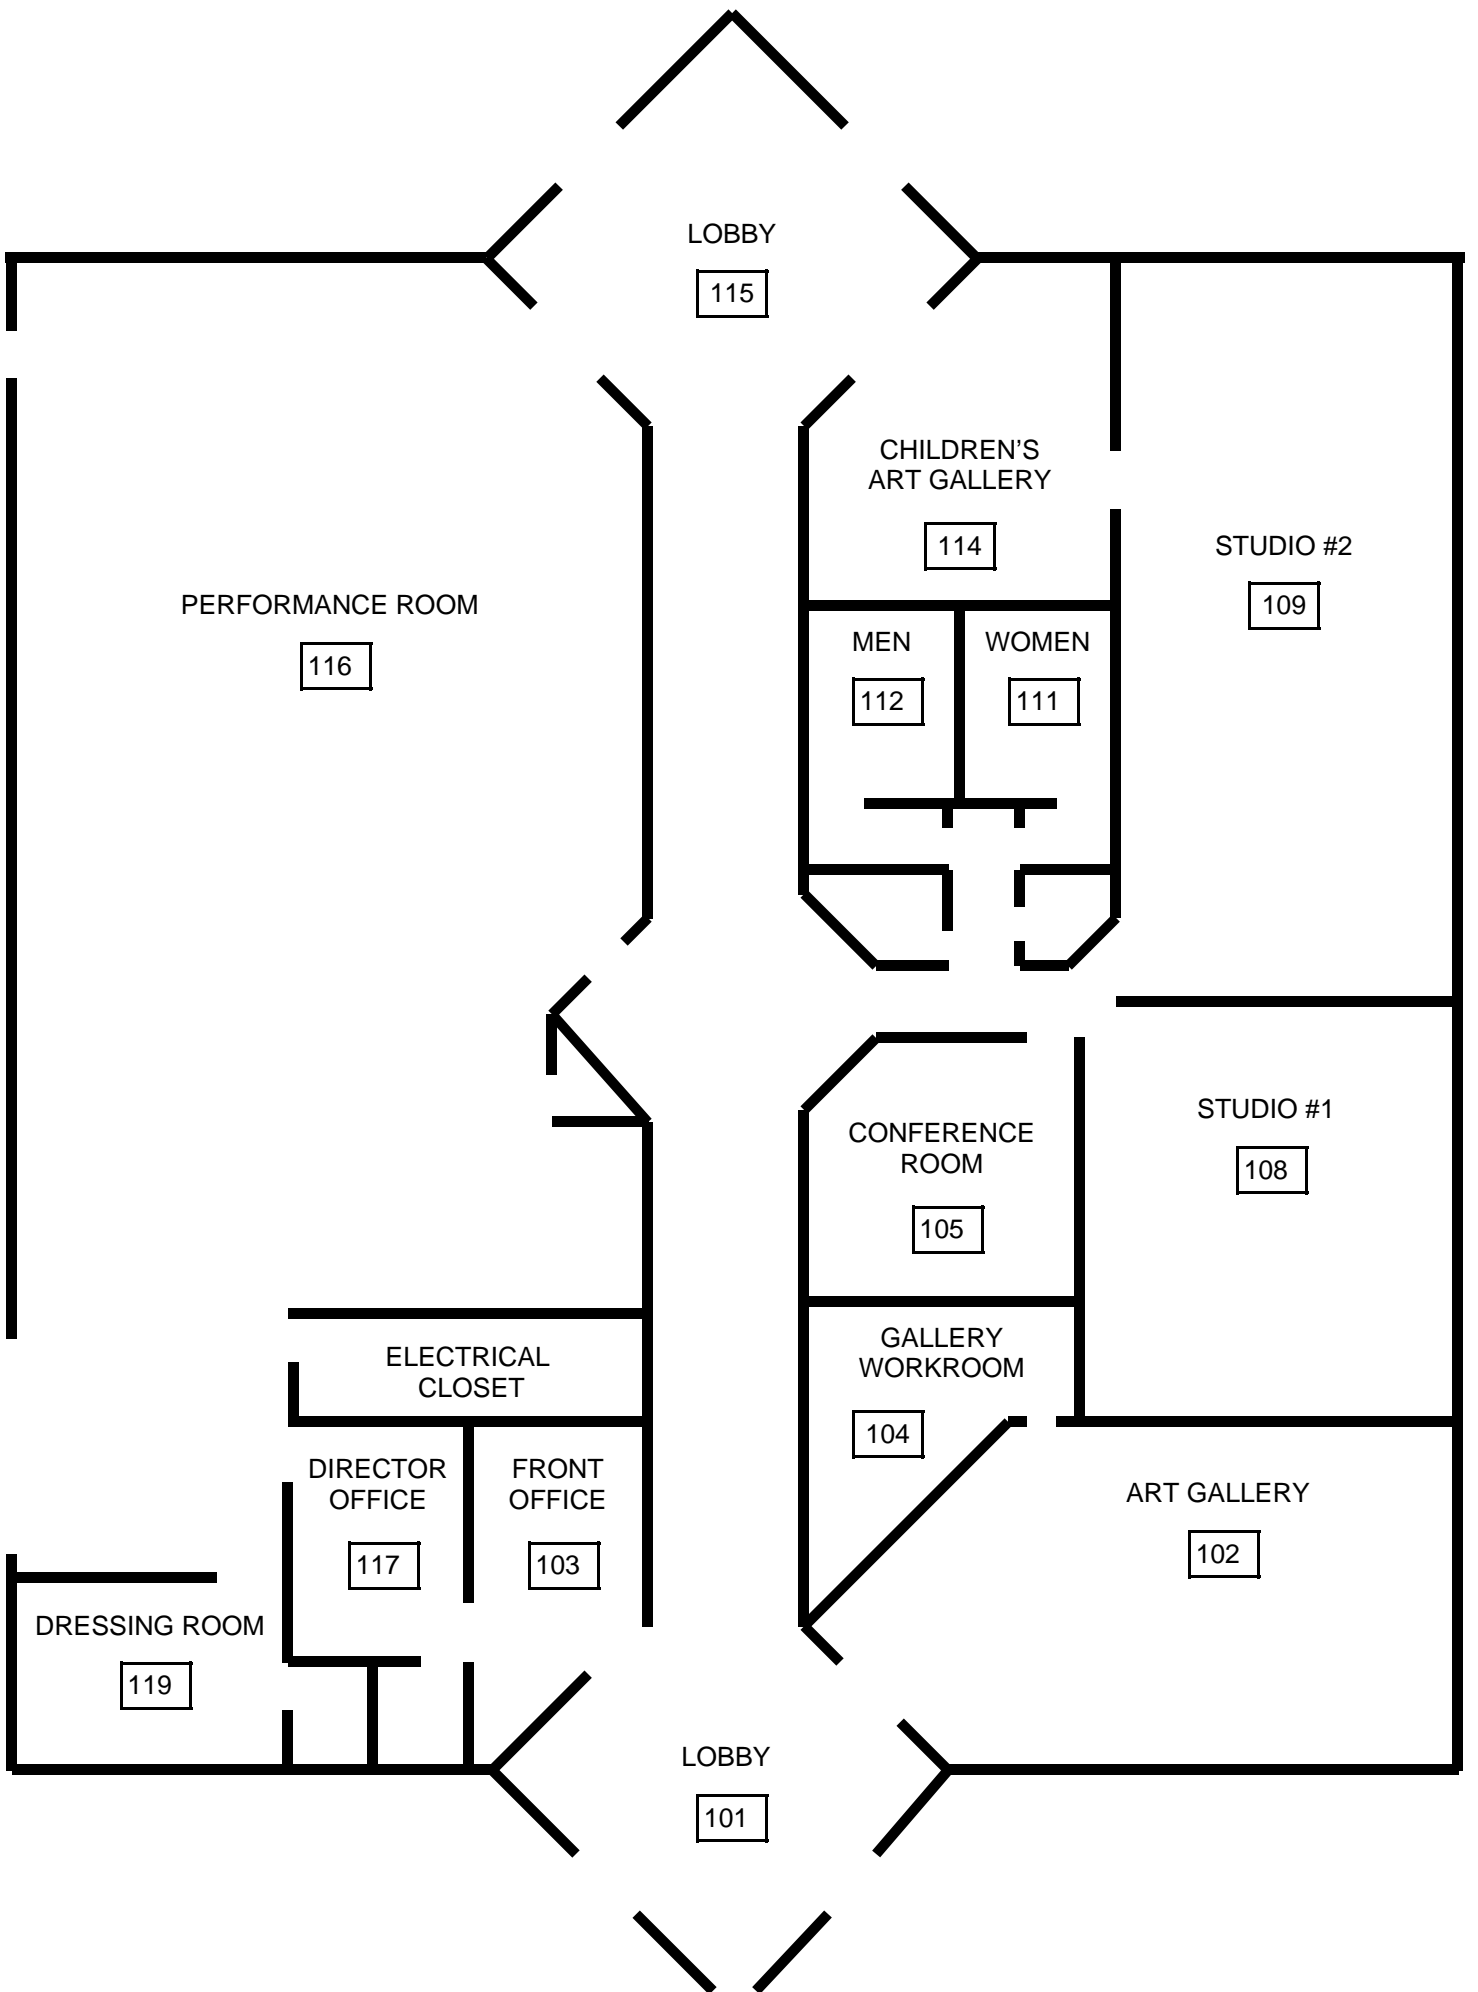 LOBBY
115
CHILDREN'S
ART GALLERY
114
STUDIO #2
109
PERFORMANCE ROOM
116
MEN
112
WOMEN
111
STUDIO #1
108
CONFERENCE
ROOM
105
GALLERY
WORKROOM
104
ELECTRICAL
CLOSET
DIRECTOR
OFFICE
117
FRONT
OFFICE
103
ART GALLERY
102
DRESSING ROOM
119
LOBBY
101